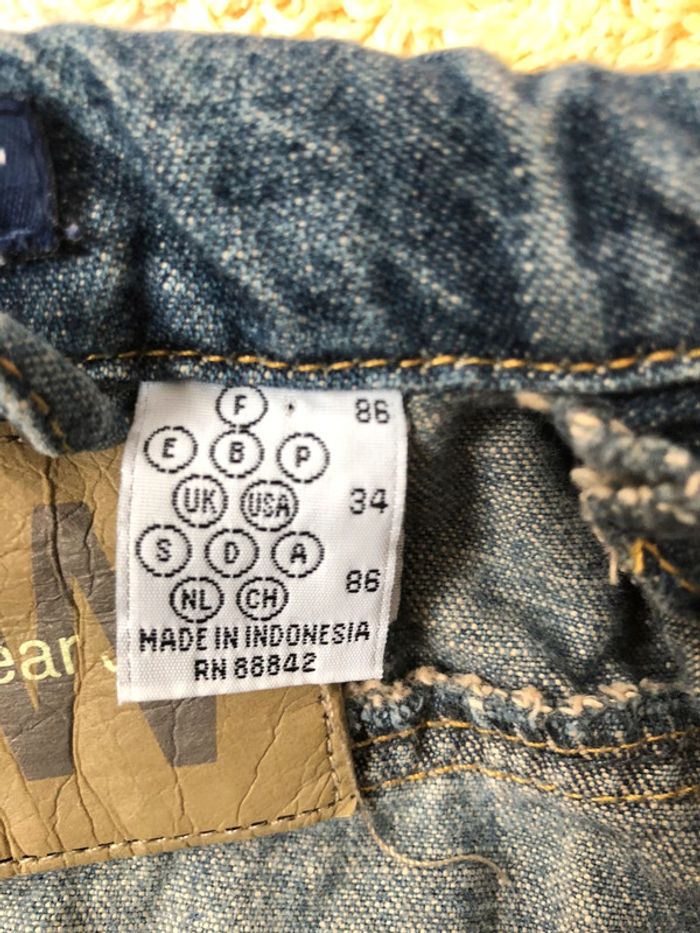 F 86
E B P
UK USA 34
S D A
NL CH 86
MADE IN INDONESIA
RN 88842